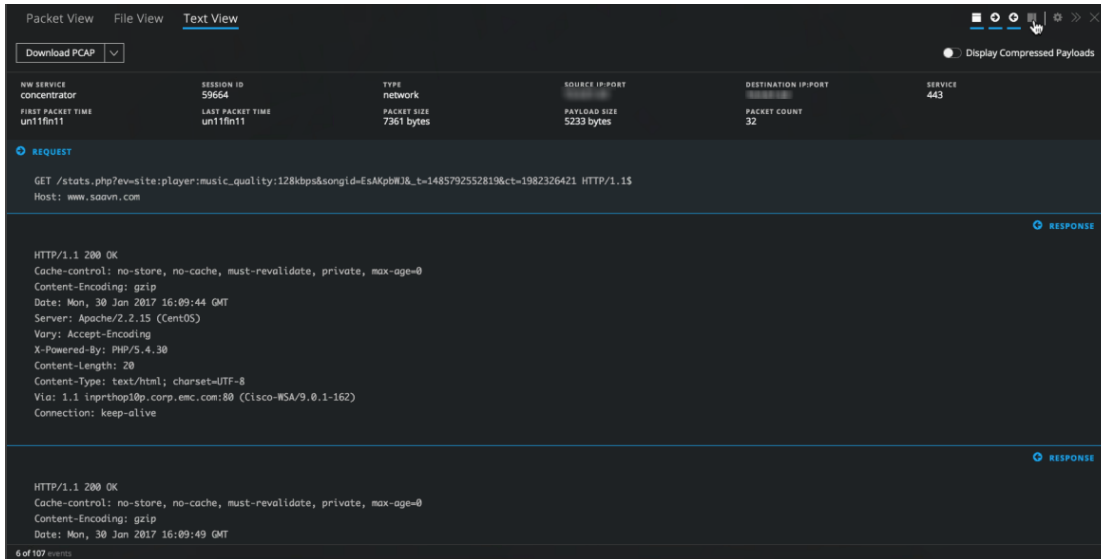 Packet View File View Text View
Download PCAP
Display Compressed Payloads
NW SERVICE SESSION ID TYPE SOURCE IP:PORT DESTINATION IP:PORT SERVICE
concentrator 59664 network 443
FIRST PACKET TIME LAST PACKET TIME PACKET SIZE PAYLOAD SIZE PACKET COUNT
un11fin11 un11fin11 7361 bytes 5233 bytes 32
REQUEST
GET /stats.php?ev=site:player:music_quality:128kbps&songid=EsAKpbWJ&_t=1485792552819&ct=1982326421 HTTP/1.1$
Host: www.saavn.com
RESPONSE
HTTP/1.1 200 OK
Cache-control: no-store, no-cache, must-revalidate, private, max-age=0
Content-Encoding: gzip
Date: Mon, 30 Jan 2017 16:09:44 GMT
Server: Apache/2.2.15 (CentOS)
Vary: Accept-Encoding
X-Powered-By: PHP/5.4.30
Content-Length: 20
Content-Type: text/html; charset=UTF-8
Via: 1.1 inprthop10p.corp.emc.com:80 (Cisco-WSA/9.0.1-162)
Connection: keep-alive
RESPONSE
HTTP/1.1 200 OK
Cache-control: no-store, no-cache, must-revalidate, private, max-age=0
Content-Encoding: gzip
Date: Mon, 30 Jan 2017 16:09:49 GMT
6 of 107 events